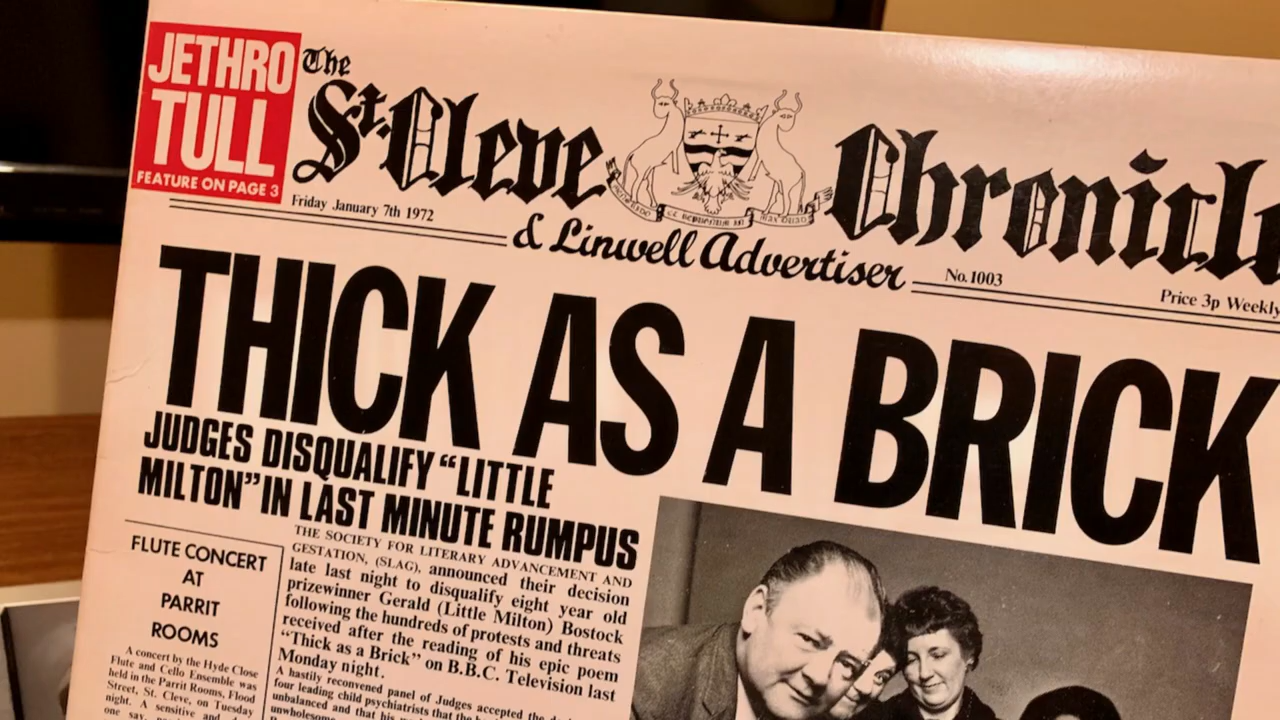 JETHRO
TULL
FEATURE ON PAGE 3
The
St. Cleve Chronicle
Friday January 7th 1972
& Linwell Advertiser
No. 1003
Price 3p Weekly
THICK AS A BRICK
JUDGES DISQUALIFY “LITTLE
MILTON” IN LAST MINUTE RUMPUS
FLUTE CONCERT
AT
PARRIT
ROOMS
A concert by the Hyde Close
Flute and Cello Ensemble was
held in the Parrit Rooms, Flood
Street, St. Cleve, on Tuesday
night. A sensitive and
one say,
THE SOCIETY FOR LITERARY ADVANCEMENT AND
GESTATION, (SLAG), announced their decision
late last night to disqualify eight year old
prizewinner Gerald (Little Milton) Bostock
following the hundreds of protests and threats
received after the reading of his epic poem
“Thick as a Brick” on B.B.C. Television last
Monday night.
A hastily reconvened panel of Judges accepted the
four leading child psychiatrists that the
unbalanced and that his